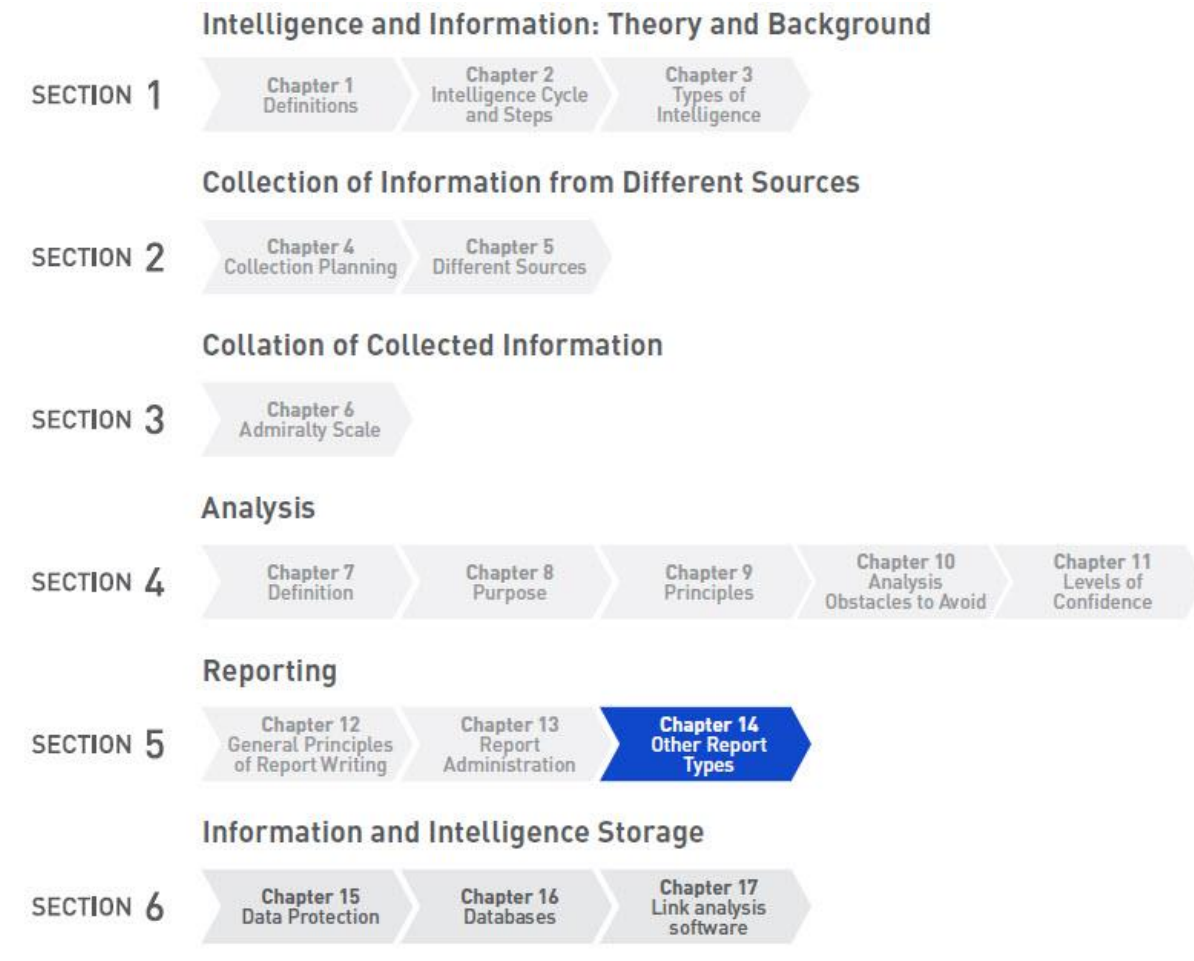 Intelligence and Information: Theory and Background
SECTION 1
Chapter 1
Definitions
Chapter 2
Intelligence Cycle
and Steps
Chapter 3
Types of
Intelligence
Collection of Information from Different Sources
SECTION 2
Chapter 4
Collection Planning
Chapter 5
Different Sources
Collation of Collected Information
SECTION 3
Chapter 6
Admiralty Scale
Analysis
SECTION 4
Chapter 7
Definition
Chapter 8
Purpose
Chapter 9
Principles
Chapter 10
Analysis
Obstacles to Avoid
Chapter 11
Levels of
Confidence
Reporting
SECTION 5
Chapter 12
General Principles
of Report Writing
Chapter 13
Report
Administration
Chapter 14
Other Report
Types
Information and Intelligence Storage
SECTION 6
Chapter 15
Data Protection
Chapter 16
Databases
Chapter 17
Link analysis
software